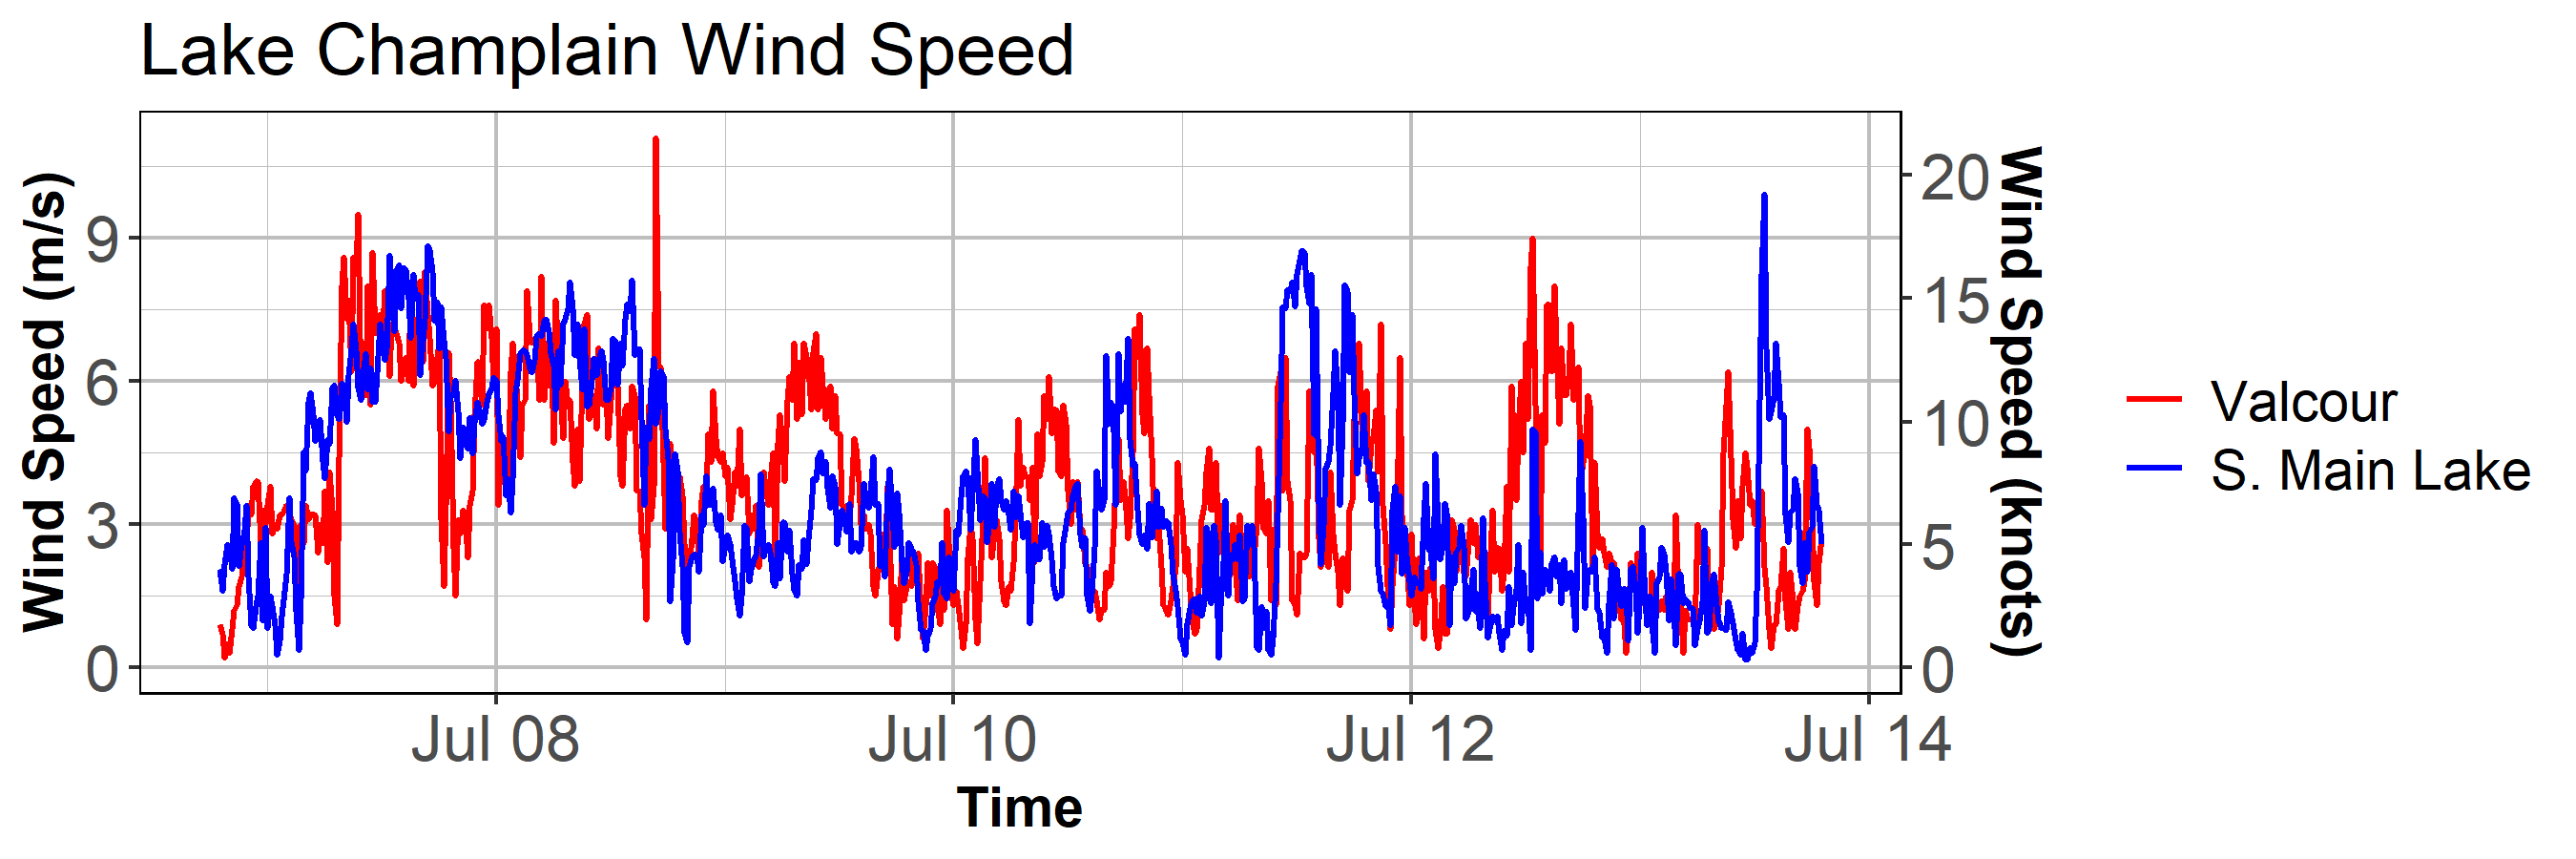 Lake Champlain Wind Speed
Wind Speed (m/s)
9
6
3
0
20
15
10
5
0
Wind Speed (knots)
Jul 08
Jul 10
Jul 12
Jul 14
Time
Valcour
S. Main Lake